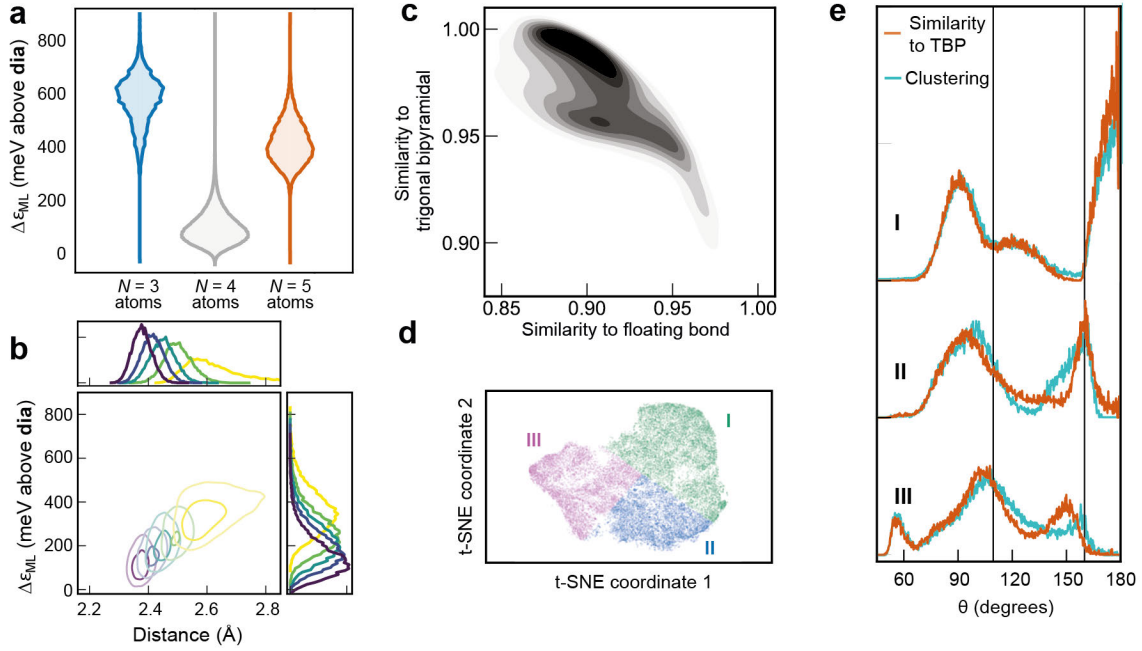 a
800
600
400
200
0
ΔεML (meV above dia)
N = 3
atoms
N = 4
atoms
N = 5
atoms
b
800
600
400
200
0
ΔεML (meV above dia)
2.2
2.4
2.6
2.8
Distance (Å)
c
1.00
0.95
0.90
Similarity to
trigonal bipyramidal
0.85
0.90
0.95
1.00
Similarity to floating bond
d
III
I
II
t-SNE coordinate 2
t-SNE coordinate 1
e
Similarity
to TBP
Clustering
I
II
III
60
90
120
150
180
θ (degrees)